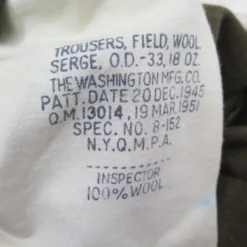 TROUSERS, FIELD, WOOL
SERGE, O.D.-33, 18 OZ.
THE WASHINGTON MFG. CO.
PATT. DATE 20 DEC. 1945
O.M. 13014, 19 MAR. 1951
SPEC. NO. 8-152
N.Y.Q.M.P.A.
INSPECTOR
100% WOOL